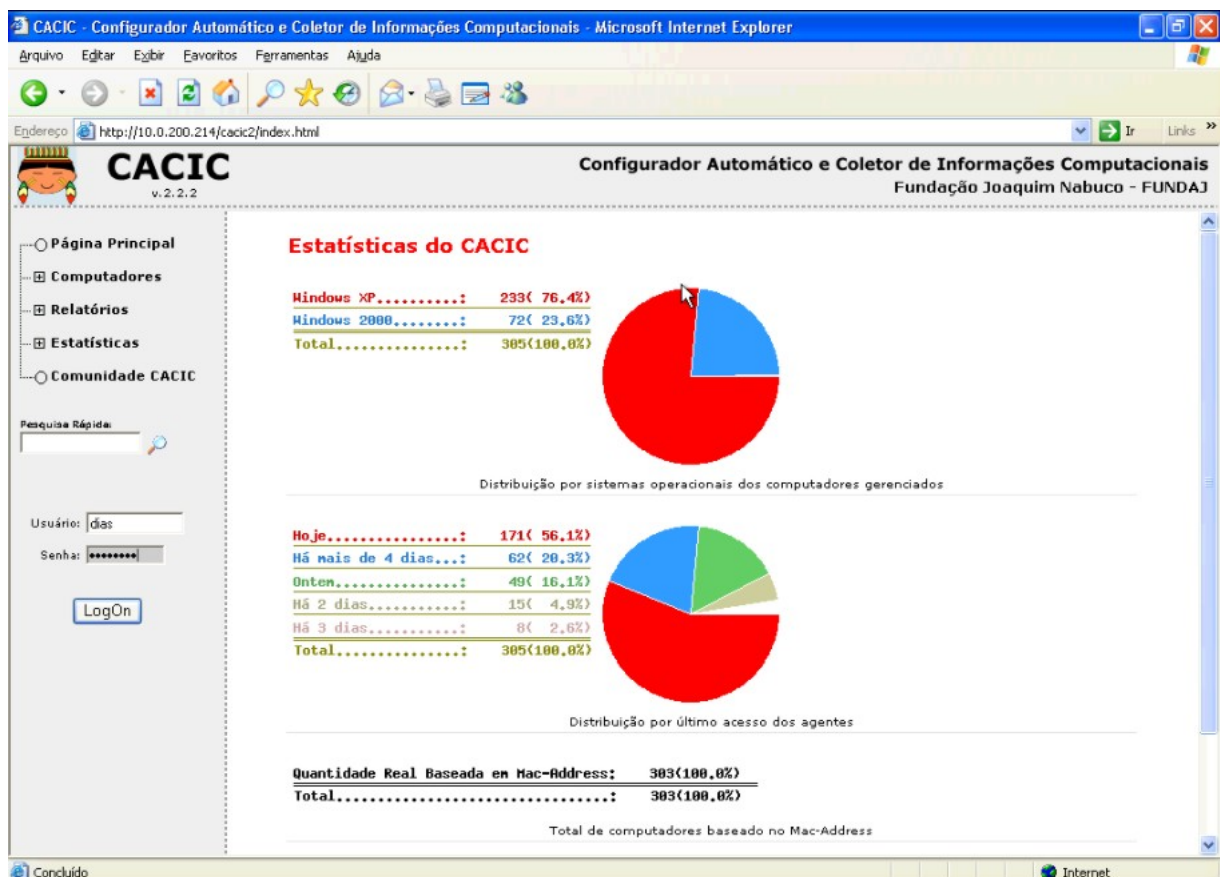 CACIC - Configurador Automático e Coletor de Informações Computacionais - Microsoft Internet Explorer
Arquivo Editar Exibir Favoritos Ferramentas Ajuda
Endereço http://10.0.200.214/cacic2/index.html Ir Links »
CACIC
v.2.2.2
Configurador Automático e Coletor de Informações Computacionais
Fundação Joaquim Nabuco - FUNDAJ
Página Principal
Computadores
Relatórios
Estatísticas
Comunidade CACIC
Pesquisa Rápida:
Usuário: dias
Senha: ••••••••
LogOn
Estatísticas do CACIC
Windows XP..........: 233( 76.4%)
Windows 2000........: 72( 23.6%)
Total...............: 305(100.0%)
Distribuição por sistemas operacionais dos computadores gerenciados
Hoje................: 171( 56.1%)
Há mais de 4 dias...: 62( 20.3%)
Ontem...............: 49( 16.1%)
Há 2 dias...........: 15( 4.9%)
Há 3 dias...........: 8( 2.6%)
Total...............: 305(100.0%)
Distribuição por último acesso dos agentes
Quantidade Real Baseada em Mac-Address: 303(100.0%)
Total.................................: 303(100.0%)
Total de computadores baseado no Mac-Address
Concluído Internet